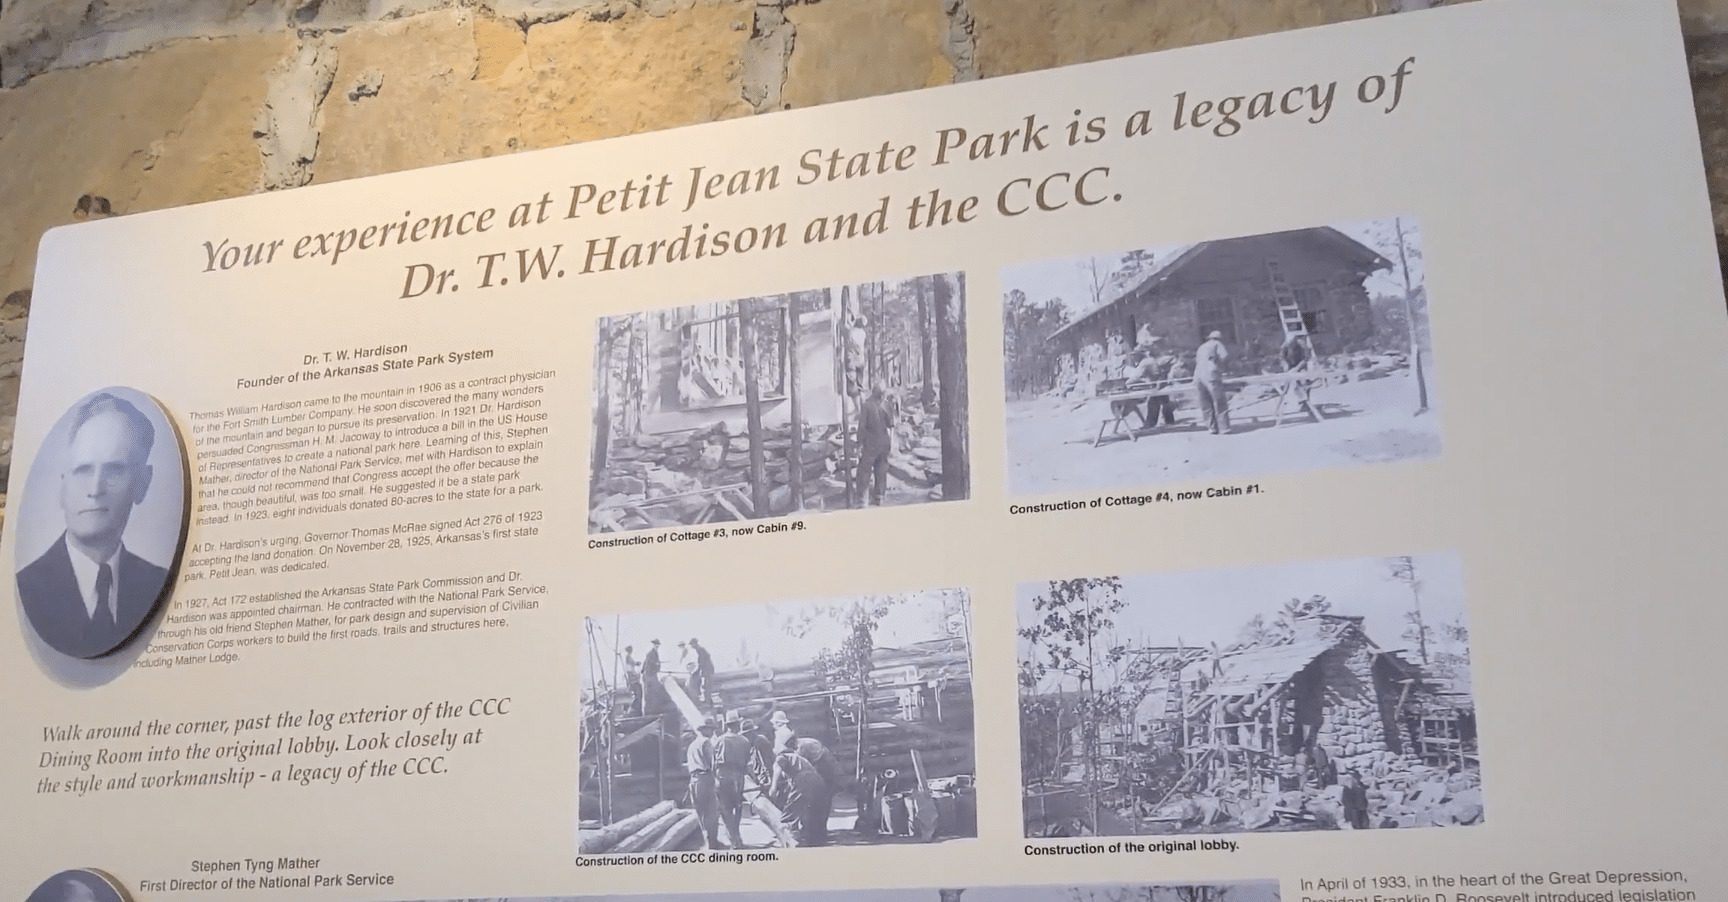 Your experience at Petit Jean State Park is a legacy of
Dr. T.W. Hardison and the CCC.
Dr. T. W. Hardison
Founder of the Arkansas State Park System
Thomas William Hardison came to the mountain in 1906 as a contract physician
for the Fort Smith Lumber Company. He soon discovered the many wonders
of the mountain and began to pursue its preservation. In 1921 Dr. Hardison
persuaded Congressman H. M. Jacoway to introduce a bill in the US House
of Representatives to create a national park here. Learning of this, Stephen
Mather, director of the National Park Service, met with Hardison to explain
that he could not recommend that Congress accept the offer because the
area, though beautiful, was too small. He suggested it be a state park
instead. In 1923, eight individuals donated 80-acres to the state for a park.
At Dr. Hardison's urging, Governor Thomas McRae signed Act 276 of 1923
accepting the land donation. On November 28, 1925, Arkansas's first state
park, Petit Jean, was dedicated.
In 1927, Act 172 established the Arkansas State Park Commission and Dr.
Hardison was appointed chairman. He contracted with the National Park Service,
through his old friend Stephen Mather, for park design and supervision of Civilian
Conservation Corps workers to build the first roads, trails and structures here,
including Mather Lodge.
Walk around the corner, past the log exterior of the CCC
Dining Room into the original lobby. Look closely at
the style and workmanship - a legacy of the CCC.
Construction of Cottage #3, now Cabin #9.
Construction of Cottage #4, now Cabin #1.
Construction of the CCC dining room.
Construction of the original lobby.
Stephen Tyng Mather
First Director of the National Park Service
In April of 1933, in the heart of the Great Depression,
President Franklin D. Roosevelt introduced legislation